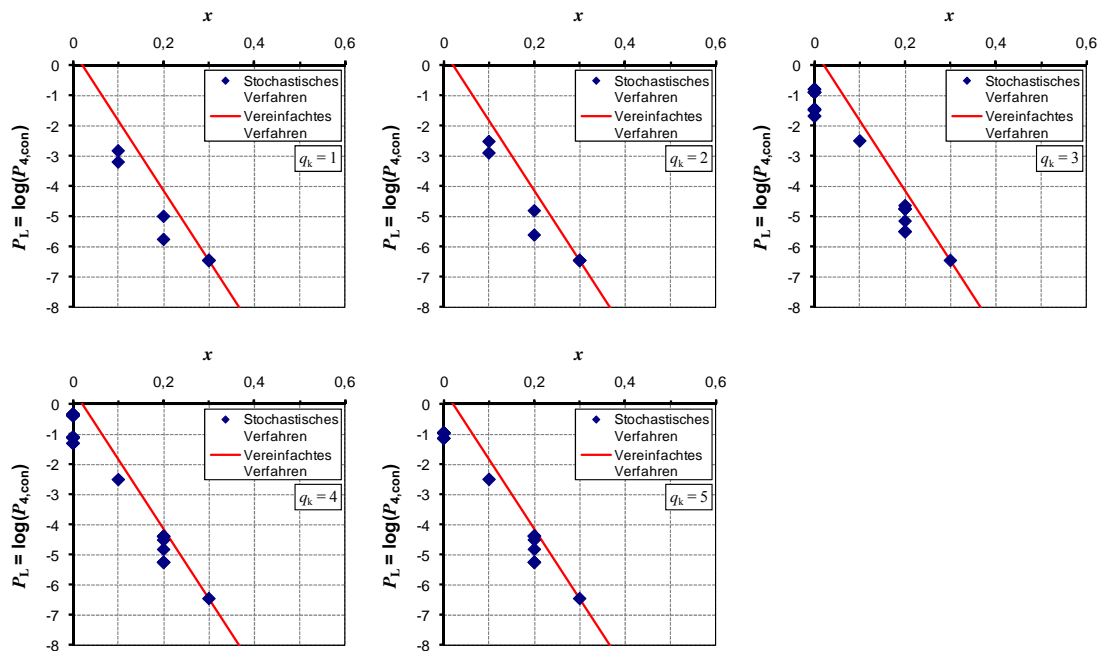 x
0 0,2 0,4 0,6
0
-1
-2
-3
-4
-5
-6
-7
-8
P_L = log(P_4,con)
Stochastisches
Verfahren
Vereinfachtes
Verfahren
q_k = 1
x
0 0,2 0,4 0,6
0
-1
-2
-3
-4
-5
-6
-7
-8
P_L = log(P_4,con)
Stochastisches
Verfahren
Vereinfachtes
Verfahren
q_k = 2
x
0 0,2 0,4 0,6
0
-1
-2
-3
-4
-5
-6
-7
-8
P_L = log(P_4,con)
Stochastisches
Verfahren
Vereinfachtes
Verfahren
q_k = 3
x
0 0,2 0,4 0,6
0
-1
-2
-3
-4
-5
-6
-7
-8
P_L = log(P_4,con)
Stochastisches
Verfahren
Vereinfachtes
Verfahren
q_k = 4
x
0 0,2 0,4 0,6
0
-1
-2
-3
-4
-5
-6
-7
-8
P_L = log(P_4,con)
Stochastisches
Verfahren
Vereinfachtes
Verfahren
q_k = 5